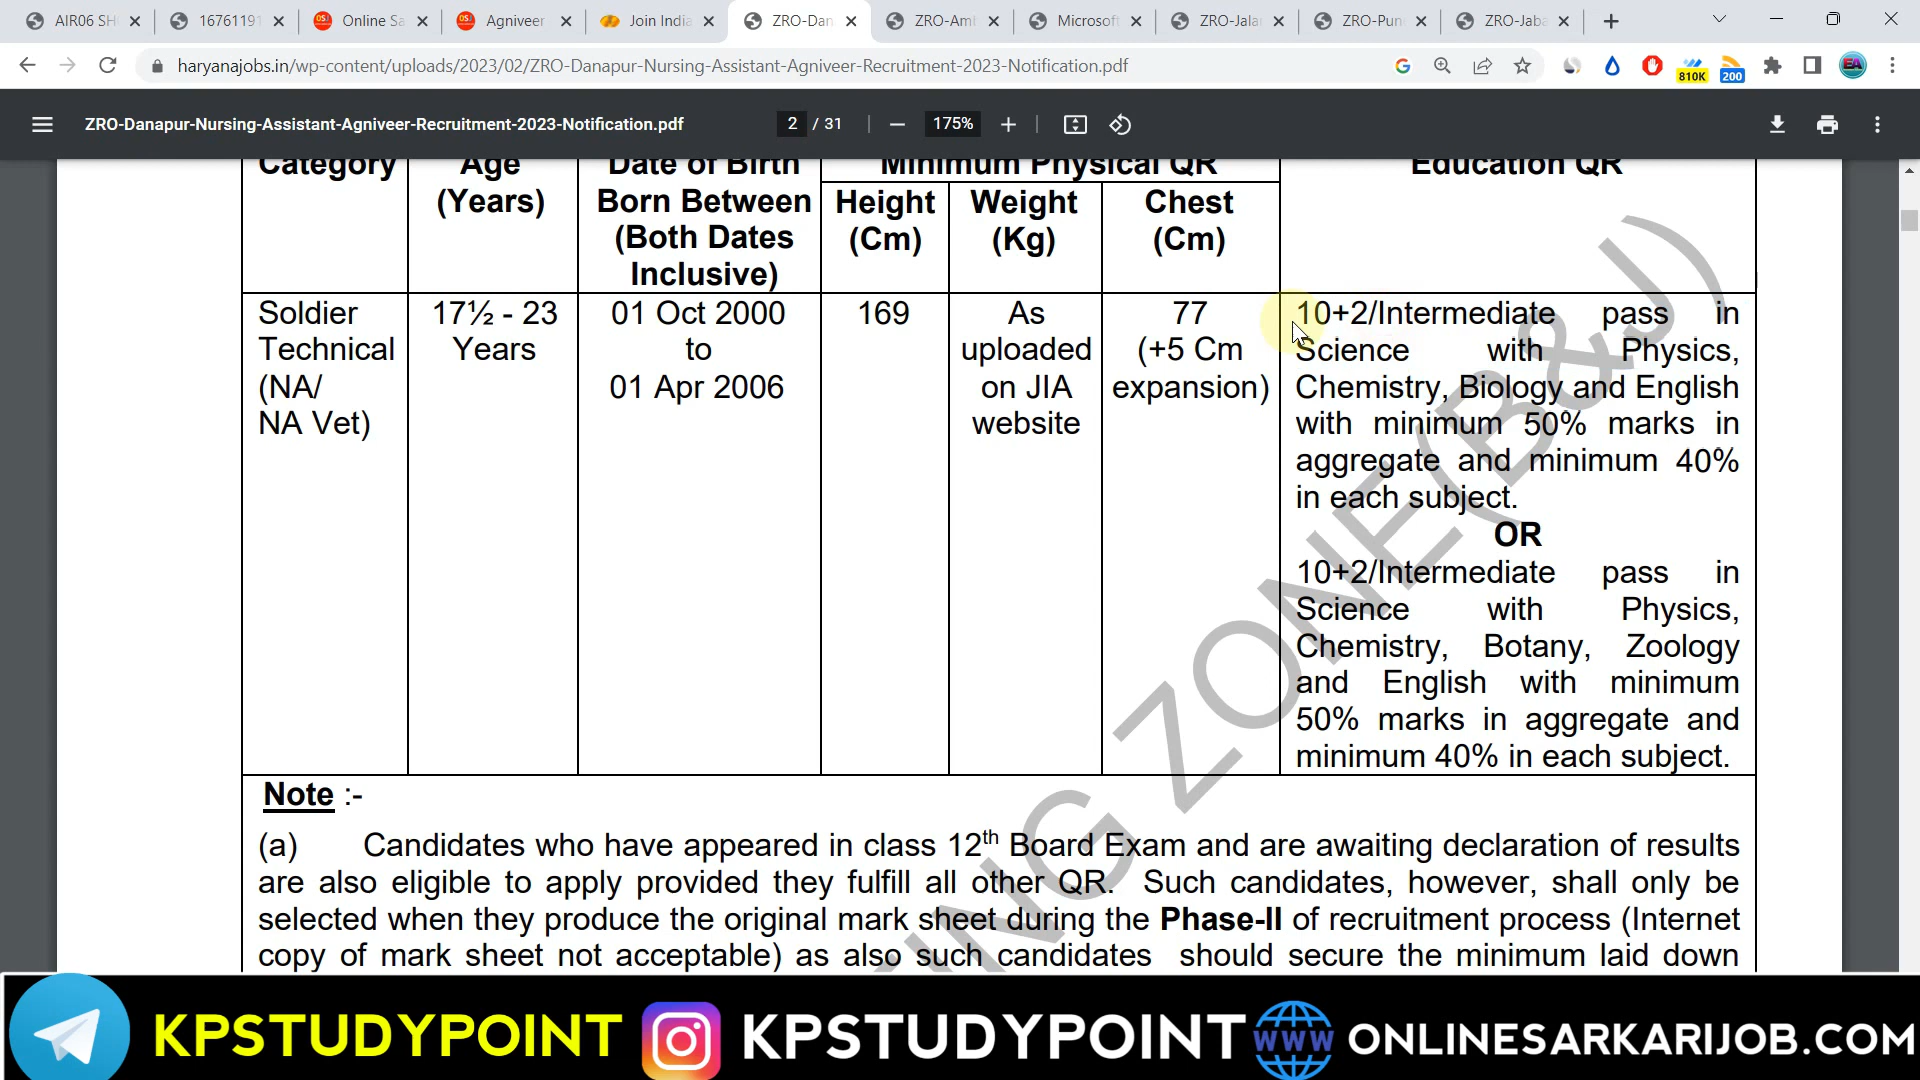 AIR06 SH
16761191
Online Sa
Agniveer
Join India
ZRO-Dan
ZRO-Am
Microsoft
ZRO-Jala
ZRO-Pun
ZRO-Jaba
haryanajobs.in/wp-content/uploads/2023/02/ZRO-Danapur-Nursing-Assistant-Agniveer-Recruitment-2023-Notification.pdf
810K
200
EA
ZRO-Danapur-Nursing-Assistant-Agniveer-Recruitment-2023-Notification.pdf
2 / 31
175%
Category
Age
(Years)
Date of Birth
Born Between
(Both Dates
Inclusive)
Minimum Physical QR
Height
(Cm)
Weight
(Kg)
Chest
(Cm)
Education QR
Soldier
Technical
(NA/
NA Vet)
17½ - 23
Years
01 Oct 2000
to
01 Apr 2006
169
As
uploaded
on JIA
website
77
(+5 Cm
expansion)
10+2/Intermediate pass in
Science with Physics,
Chemistry, Biology and English
with minimum 50% marks in
aggregate and minimum 40%
in each subject.
OR
10+2/Intermediate pass in
Science with Physics,
Chemistry, Botany, Zoology
and English with minimum
50% marks in aggregate and
minimum 40% in each subject.
Note :-
(a) Candidates who have appeared in class 12th Board Exam and are awaiting declaration of results
are also eligible to apply provided they fulfill all other QR. Such candidates, however, shall only be
selected when they produce the original mark sheet during the Phase-II of recruitment process (Internet
copy of mark sheet not acceptable) as also such candidates should secure the minimum laid down
ING ZONE(B&J)
KPSTUDYPOINT
KPSTUDYPOINT
WWW
ONLINESARKARIJOB.COM